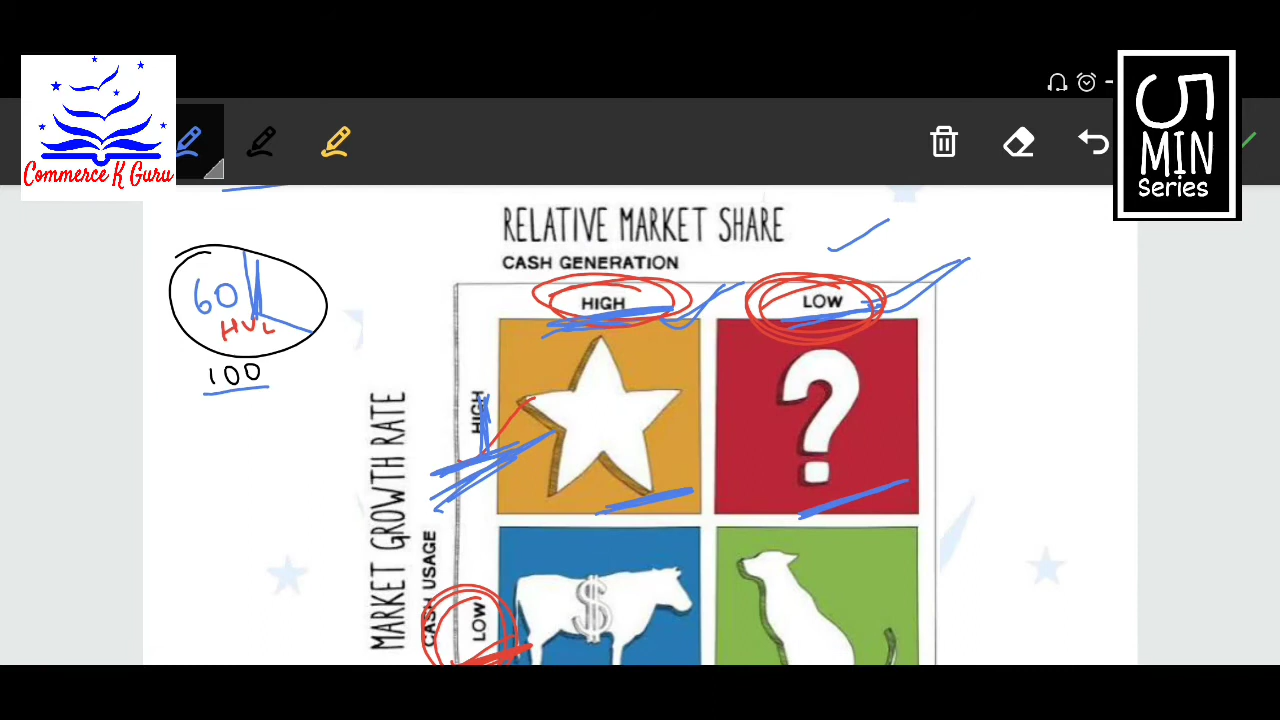 Commerce K Guru
5
MIN
Series
RELATIVE MARKET SHARE
CASH GENERATION
HIGH
LOW
60
HUL
100
MARKET GROWTH RATE
CASH USAGE
HIGH
LOW
?
$